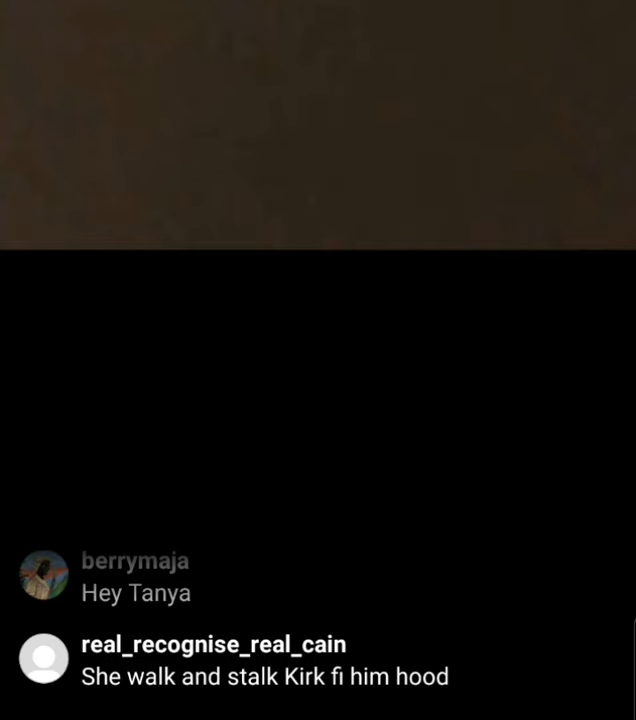 berrymaja
Hey Tanya
real_recognise_real_cain
She walk and stalk Kirk fi him hood